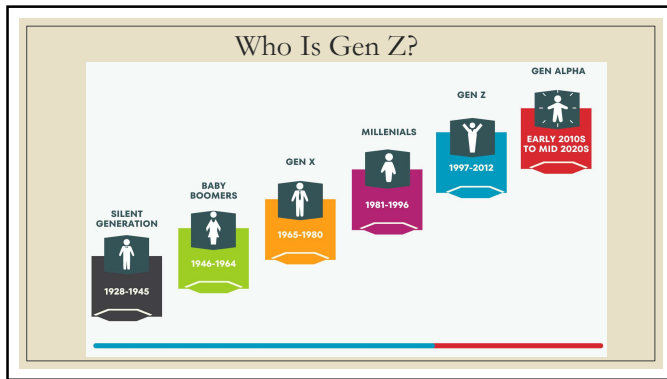 Who Is Gen Z?
SILENT
GENERATION
1928-1945
BABY
BOOMERS
1946-1964
GEN X
1965-1980
MILLENIALS
1981-1996
GEN Z
1997-2012
GEN ALPHA
EARLY 2010S
TO MID 2020S